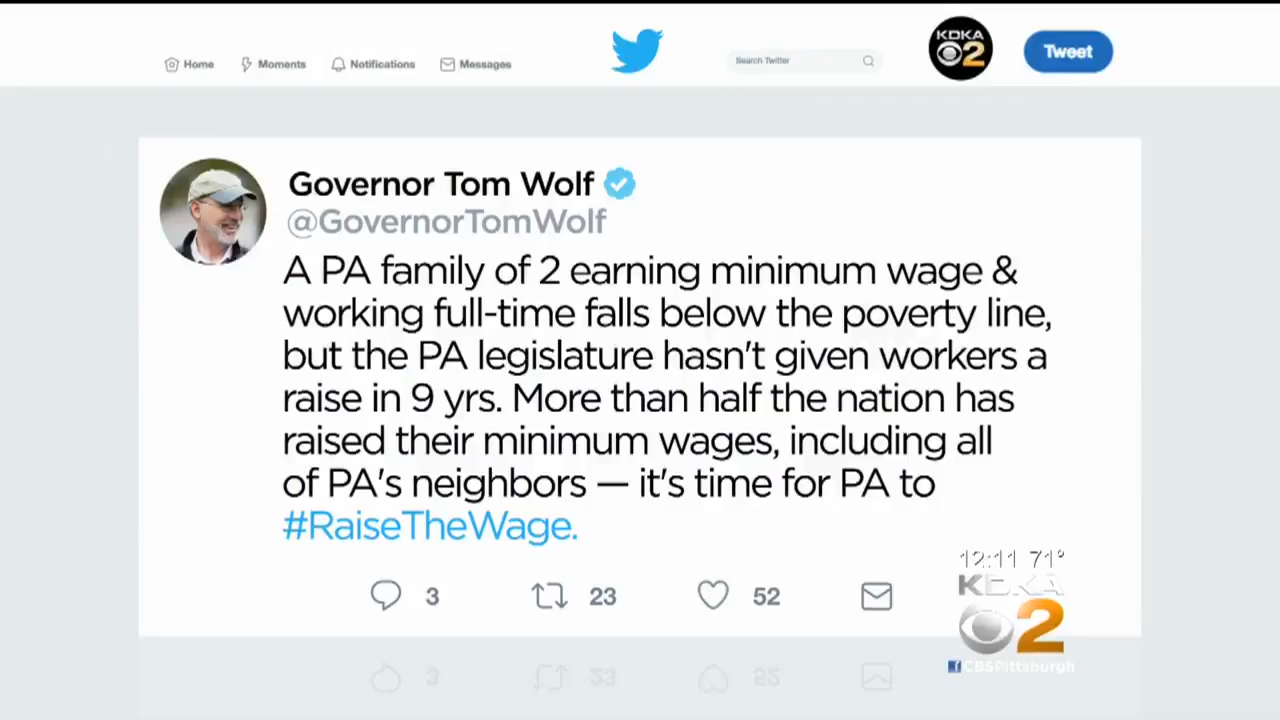 Home Moments Notifications Messages Search Twitter KDKA 2 Tweet
Governor Tom Wolf
@GovernorTomWolf
A PA family of 2 earning minimum wage &
working full-time falls below the poverty line,
but the PA legislature hasn't given workers a
raise in 9 yrs. More than half the nation has
raised their minimum wages, including all
of PA's neighbors — it's time for PA to
#RaiseTheWage.
3 23 52
12:11 71°
KDKA
2
CBSPittsburgh